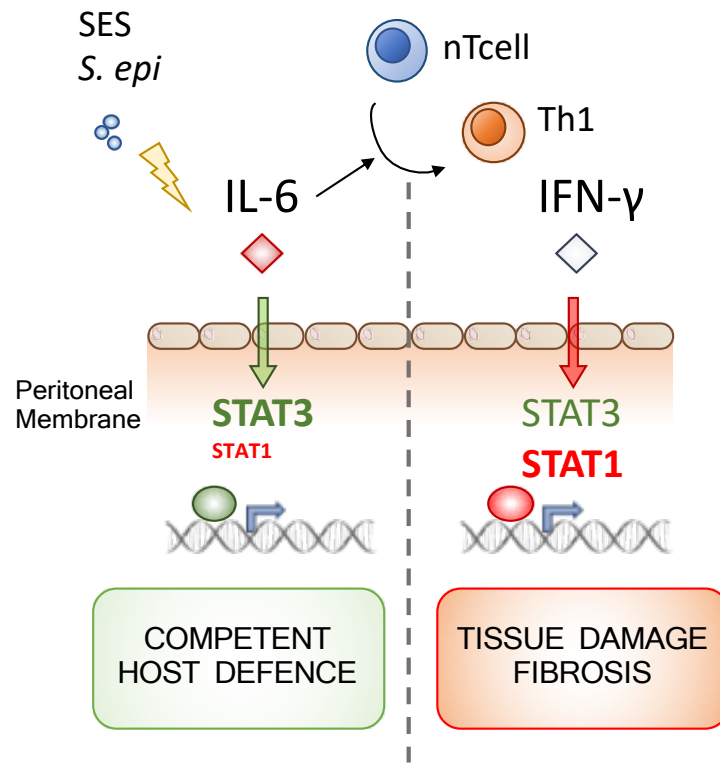 SES
S. epi
nTcell
Th1
IL-6
IFN-γ
Peritoneal
Membrane
STAT3
STAT1
STAT3
STAT1
COMPETENT
HOST DEFENCE
TISSUE DAMAGE
FIBROSIS